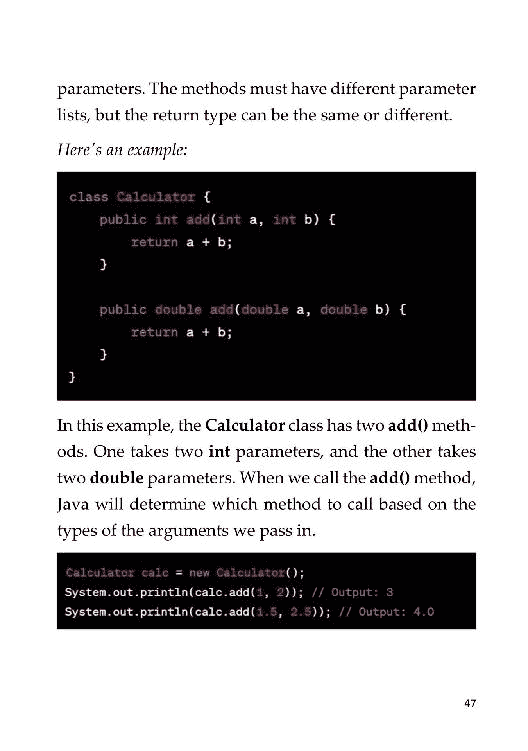 parameters. The methods must have different parameter
lists, but the return type can be the same or different.
Here's an example:
class Calculator {
    public int add(int a, int b) {
        return a + b;
    }

    public double add(double a, double b) {
        return a + b;
    }
}
In this example, the Calculator class has two add() meth-
ods. One takes two int parameters, and the other takes
two double parameters. When we call the add() method,
Java will determine which method to call based on the
types of the arguments we pass in.
Calculator calc = new Calculator();
System.out.println(calc.add(1, 2)); // Output: 3
System.out.println(calc.add(1.5, 2.5)); // Output: 4.0
47